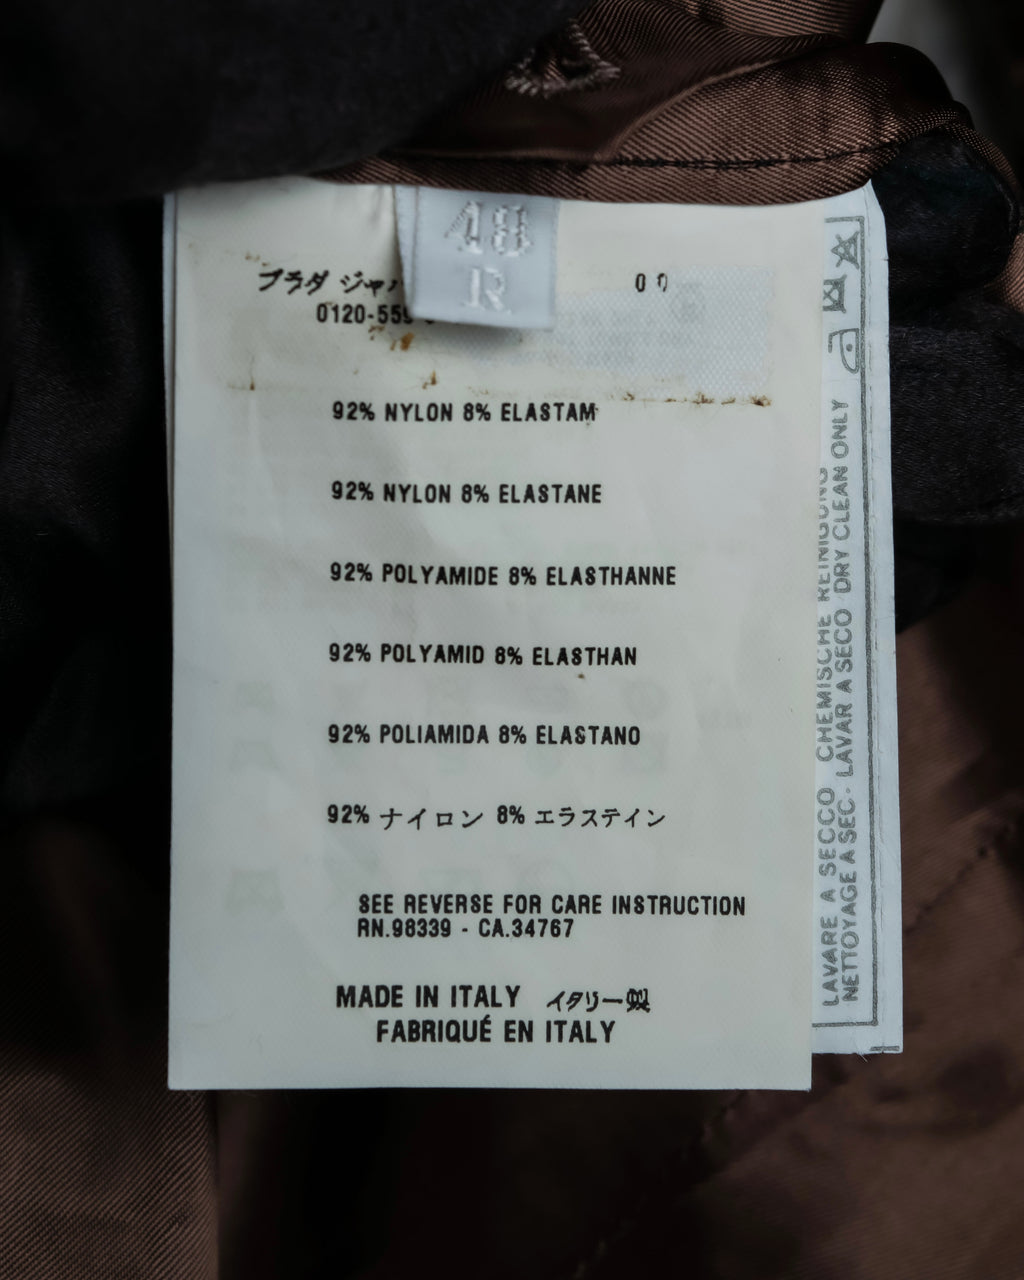 48
R
プラダ ジャパ
0120-559
00
92% NYLON 8% ELASTAM
92% NYLON 8% ELASTANE
92% POLYAMIDE 8% ELASTHANNE
92% POLYAMID 8% ELASTHAN
92% POLIAMIDA 8% ELASTANO
92% ナイロン 8% エラステイン
SEE REVERSE FOR CARE INSTRUCTION
RN.98339 - CA.34767
MADE IN ITALY イタリー製
FABRIQUÉ EN ITALY
LAVARE A SECCO CHEMISCHE REINIGUNG
NETTOYAGE A SEC. LAVAR A SECO DRY CLEAN ONLY